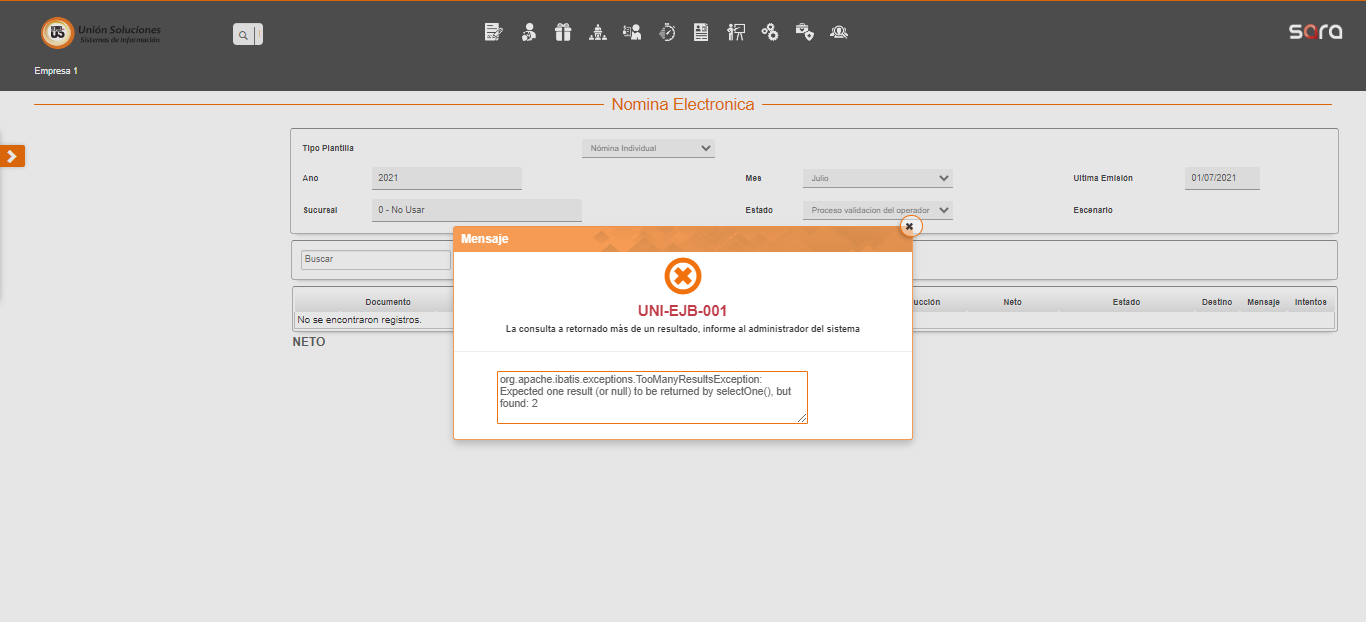 Unión Soluciones
Sistemas de Información
sora
Empresa 1
Nomina Electronica
Tipo Plantilla
Nómina Individual
Ano
2021
Mes
Julio
Ultima Emisión
01/07/2021
Sucursal
0 - No Usar
Estado
Proceso validacion del operador
Escenario
Mensaje
Buscar
UNI-EJB-001
La consulta a retornado más de un resultado, informe al administrador del sistema
Documento
ucción
Neto
Estado
Destino
Mensaje
Intentos
No se encontraron registros.
NETO
org.apache.ibatis.exceptions.TooManyResultsException:
Expected one result (or null) to be returned by selectOne(), but
found: 2